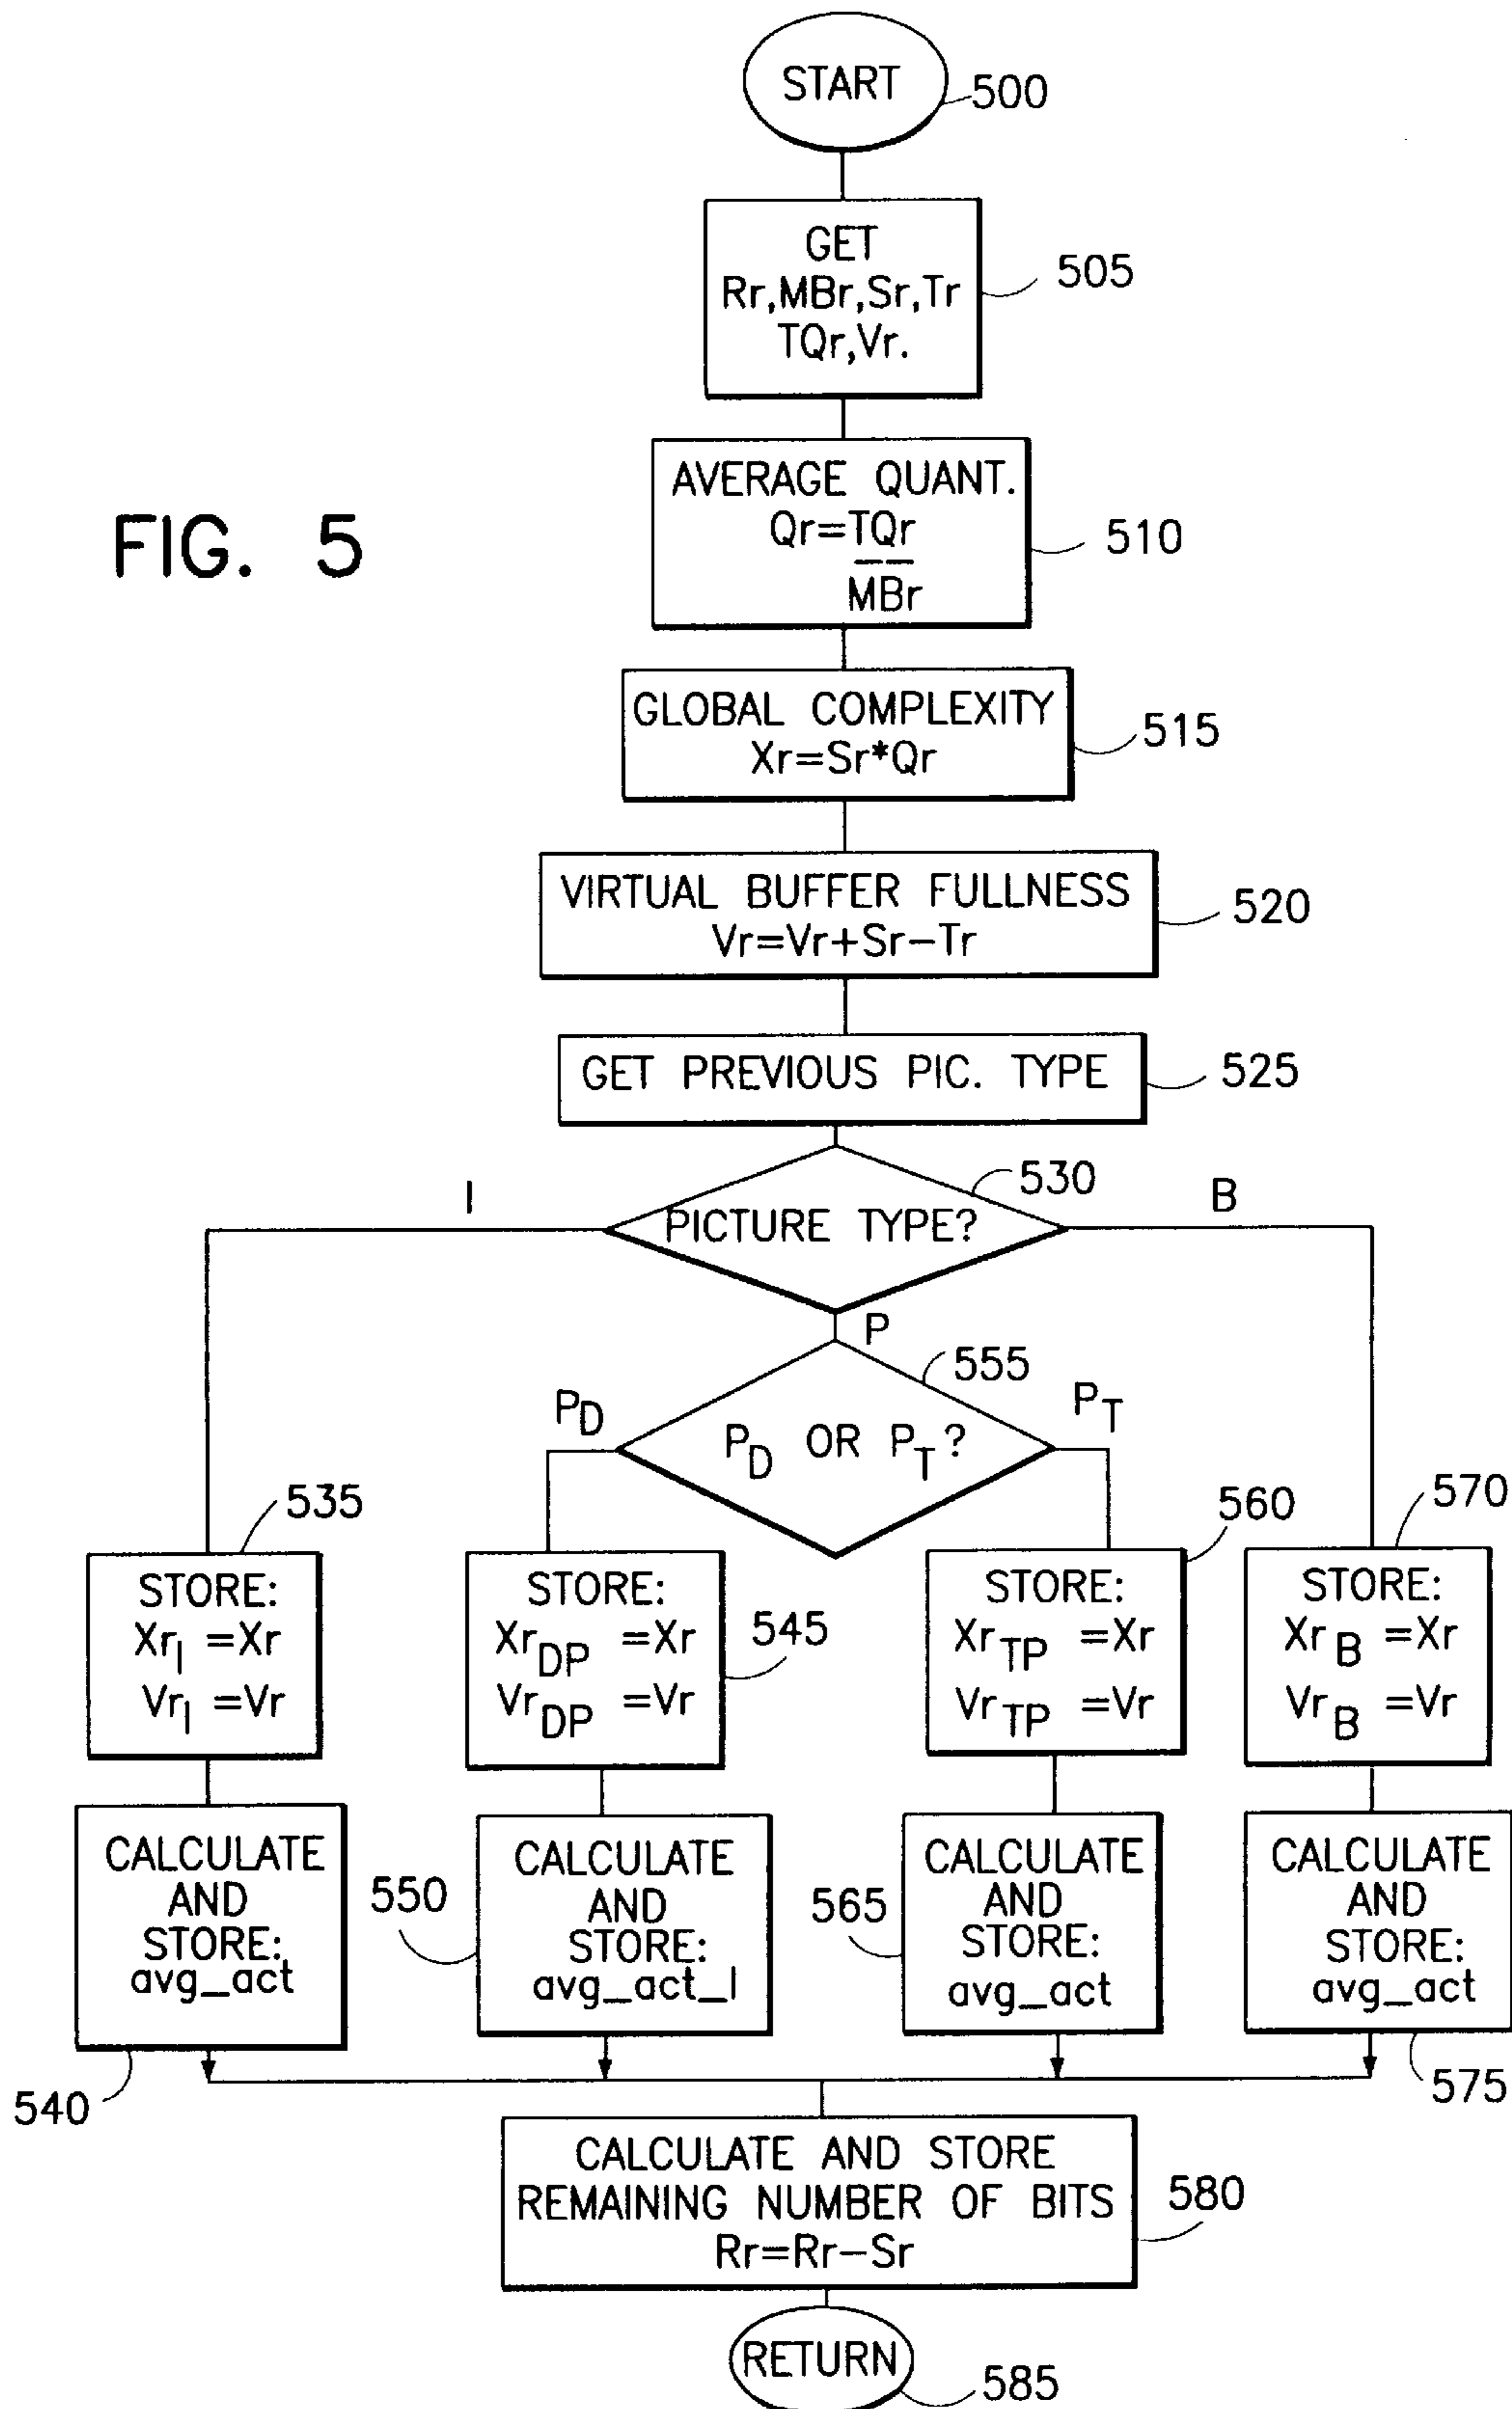 START
500
GET
Rr,MBr,Sr,Tr
TQr,Vr.
505
FIG. 5
AVERAGE QUANT.
Qr=TQr
MBr
510
GLOBAL COMPLEXITY
Xr=Sr*Qr
515
VIRTUAL BUFFER FULLNESS
Vr=Vr+Sr-Tr
520
GET PREVIOUS PIC. TYPE
525
530
I
PICTURE TYPE?
B
P
555
PD
PD OR PT?
PT
535
STORE:
XrI =Xr
VrI =Vr
STORE:
XrDP =Xr
VrDP =Vr
545
560
STORE:
XrTP =Xr
VrTP =Vr
570
STORE:
XrB =Xr
VrB =Vr
CALCULATE
AND
STORE:
avg_act
540
550
CALCULATE
AND
STORE:
avg_act_I
565
CALCULATE
AND
STORE:
avg_act
CALCULATE
AND
STORE:
avg_act
575
CALCULATE AND STORE
REMAINING NUMBER OF BITS
Rr=Rr-Sr
580
RETURN
585